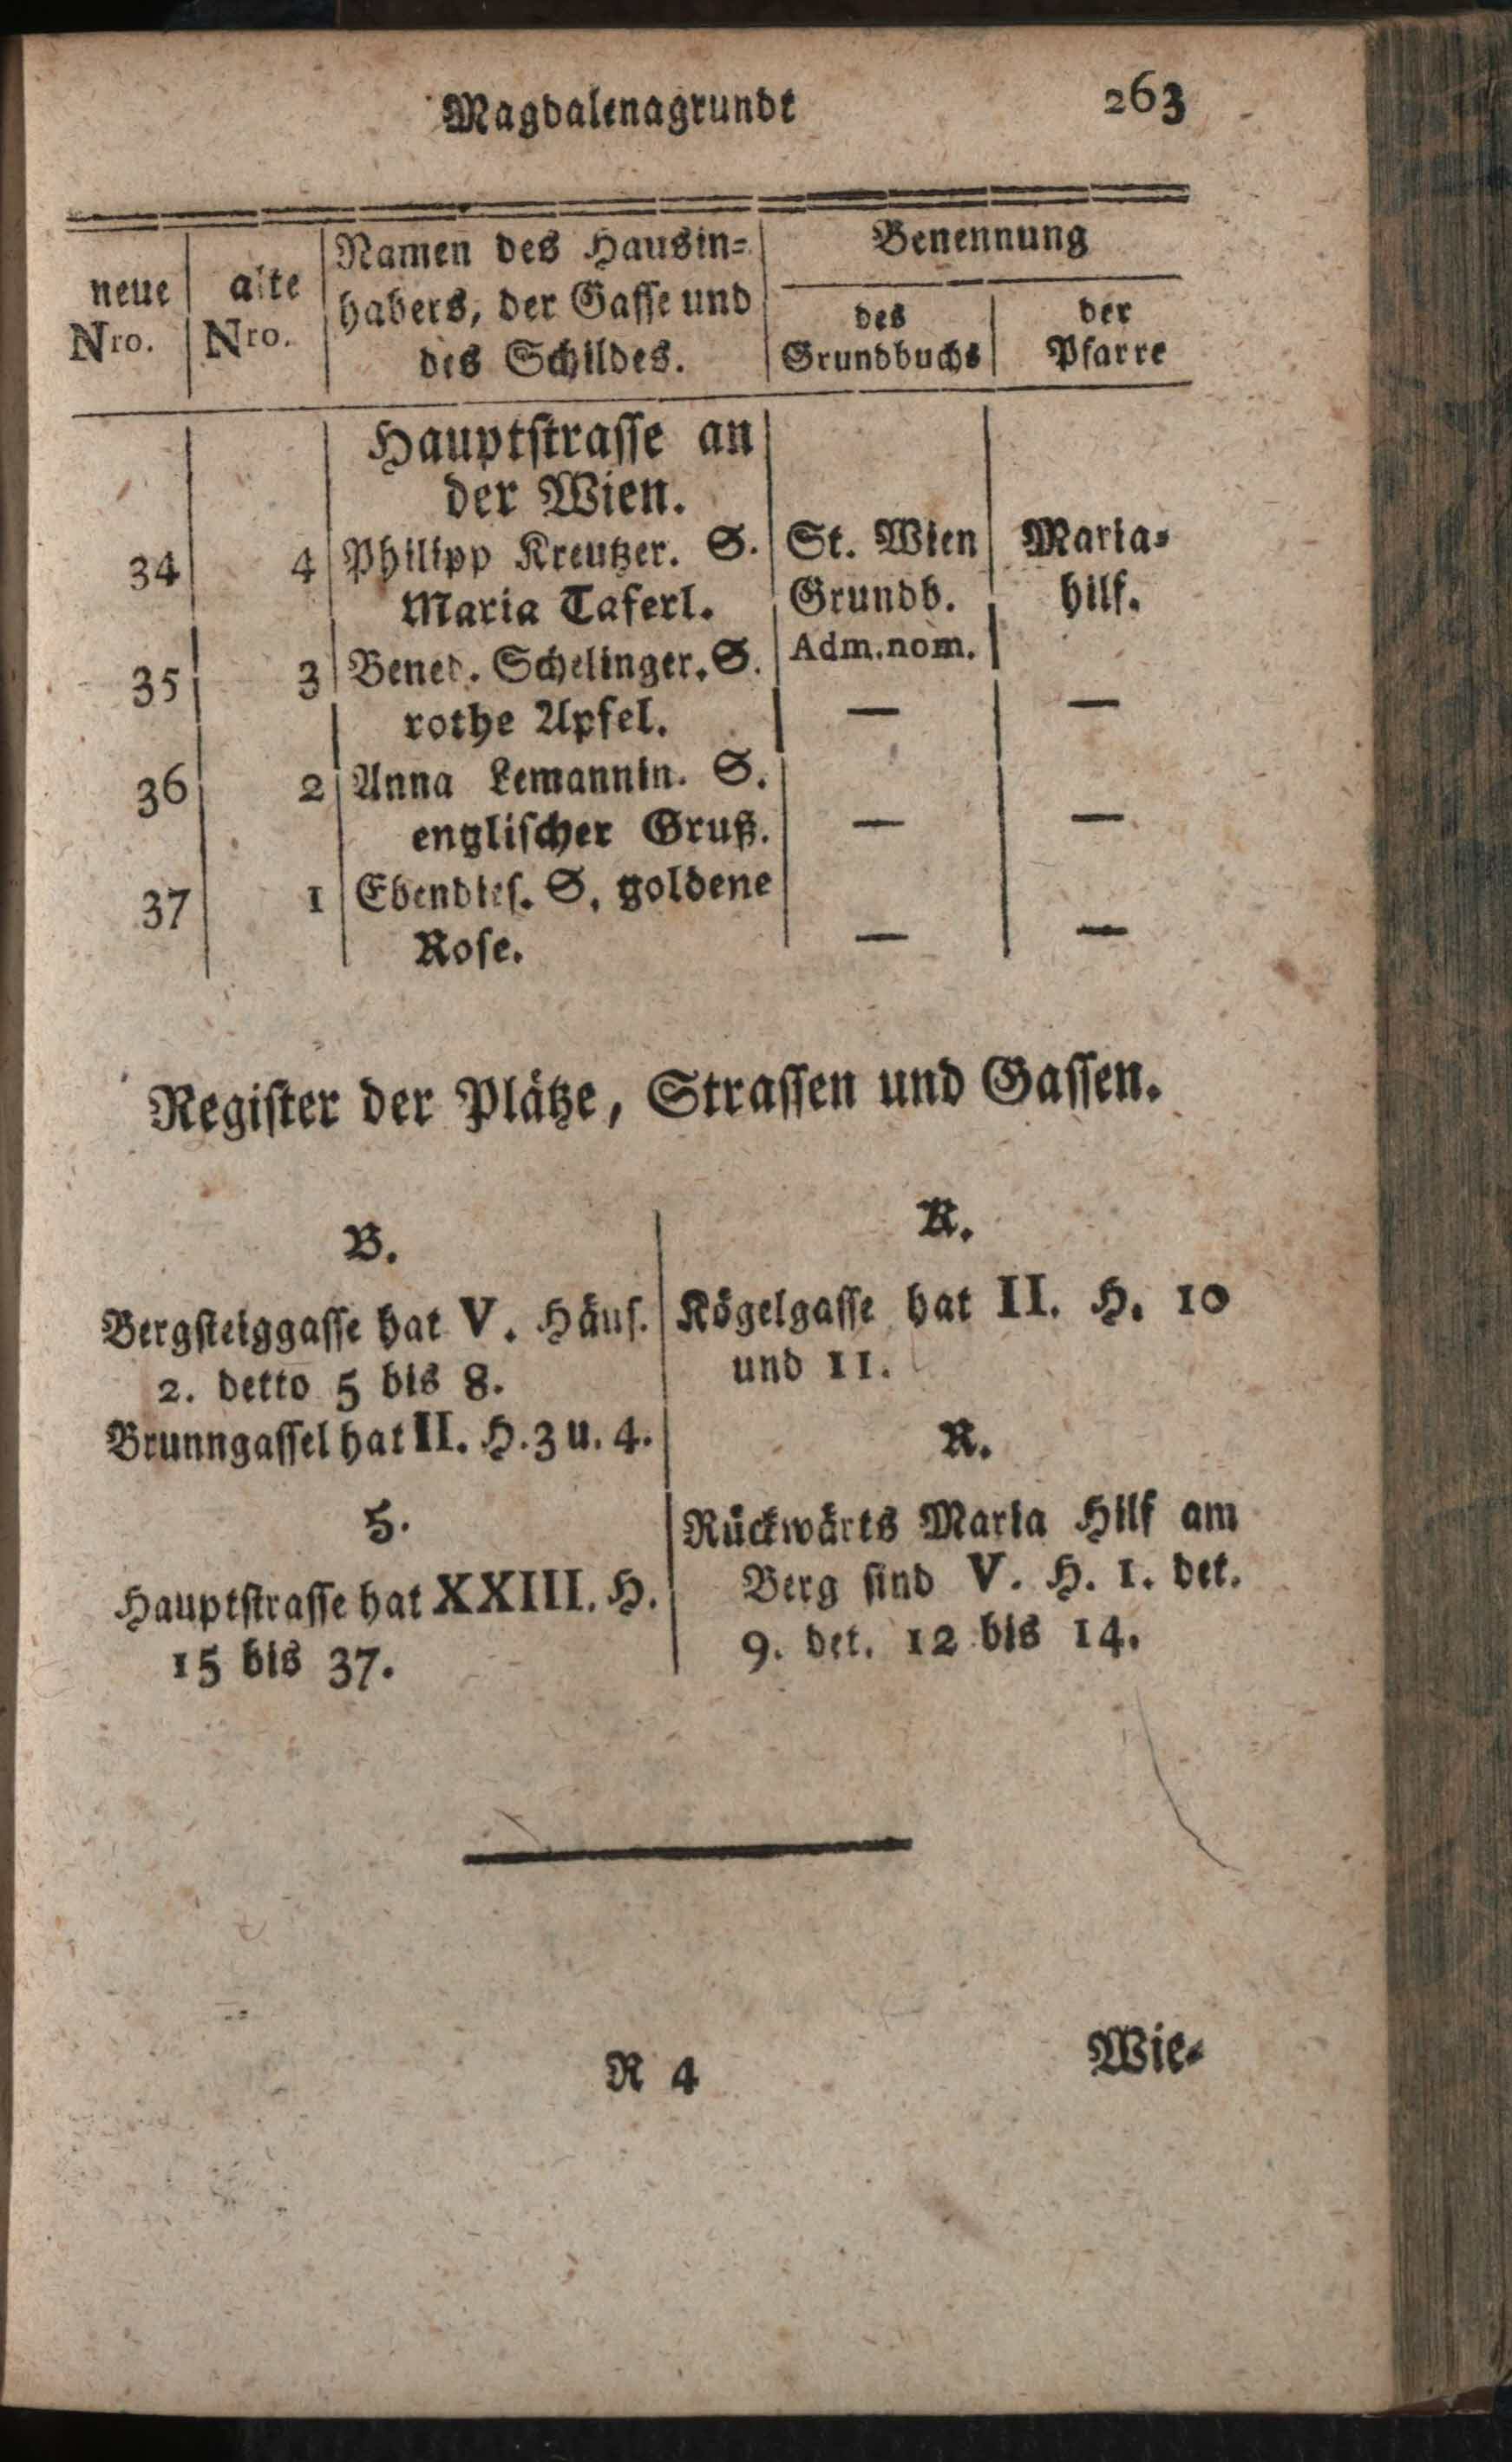 Magdalenagrundt 263
neue Nro. alte Nro. Namen des Hausin=
habers, der Gasse und
des Schildes. Benennung
des Grundbuchs der Pfarre
Hauptstrasse an
der Wien.
34 4 Philipp Kreutzer. S. St. Wien Maria=
Maria Taferl. Grundb. hilf.
35 3 Bened. Schelinger. S. Adm. nom.
rothe Apfel. — —
36 2 Anna Lemannin. S.
englischer Gruß. — —
37 1 Ebendies. S. goldene
Rose. — —
Register der Plätze, Strassen und Gassen.
B.
Bergsteiggasse hat V. Häus.
2. detto 5 bis 8.
Brunngassel hat II. H. 3 u. 4.
H.
Hauptstrasse hat XXIII. H.
15 bis 37.
K.
Kögelgasse hat II. H. 10
und 11.
R.
Rückwärts Maria Hilf am
Berg sind V. H. 1. det.
9. det. 12 bis 14.
R 4 Wie=